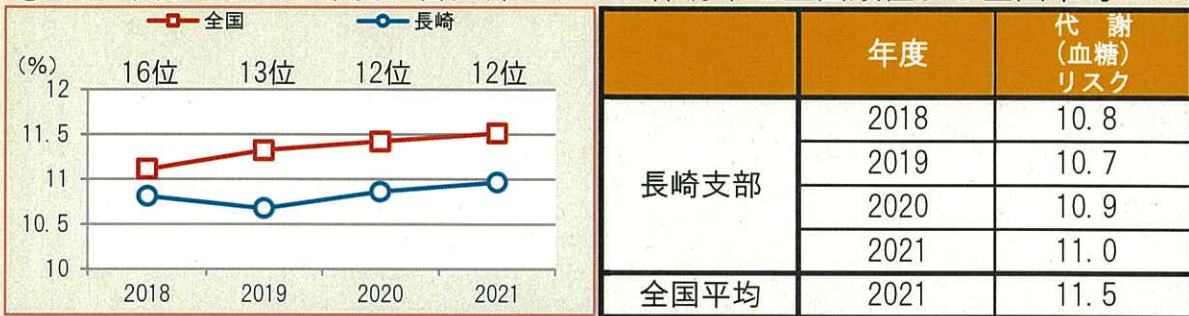 全国 長崎
(%) 16位 13位 12位 12位
12
11.5
11
10.5
10
2018 2019 2020 2021
年度 代謝
(血糖)
リスク
長崎支部 2018 10.8
2019 10.7
2020 10.9
2021 11.0
全国平均 2021 11.5